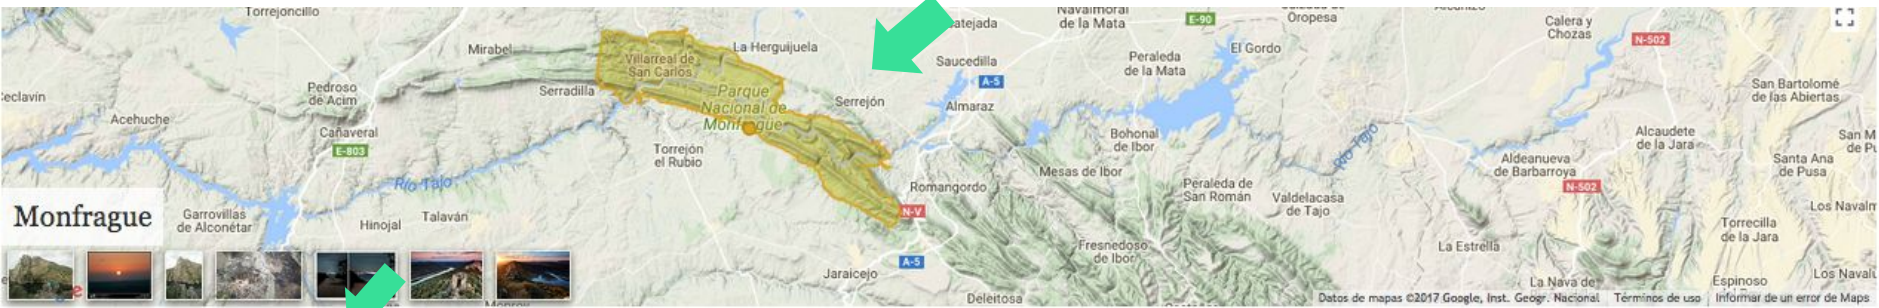 Torrejoncillo
Mirabel
Pedroso
de Acim
Acehuche
Cañaveral
E-803
Río Tajo
Monfrague
Garrovillas
de Alconétar
Hinojal
Talaván
Serradilla
Villarreal de
San Carlos
La Herguijuela
Parque
Nacional de
Monfragüe
Torrejón
el Rubio
Serrejón
Saucedilla
A-5
Almaraz
Navalmoral
de la Mata
E-90
Oropesa
Peraleda
de la Mata
El Gordo
Bohonal
de Ibor
Mesas de Ibor
Romangordo
N-V
A-5
Jaraicejo
Deleitosa
Fresnedoso
de Ibor
Peraleda de
San Román
Valdelacasa
de Tajo
Río Tajo
Calera y
Chozas
N-502
San Bartolomé
de las Abiertas
Alcaudete
de la Jara
Aldeanueva
de Barbarroya
N-502
Santa Ana
de Pusa
La Estrella
Torrecilla
de la Jara
La Nava de
Espinoso
Datos de mapas ©2017 Google, Inst. Geogr. Nacional
Términos de uso
Informar de un error de Maps